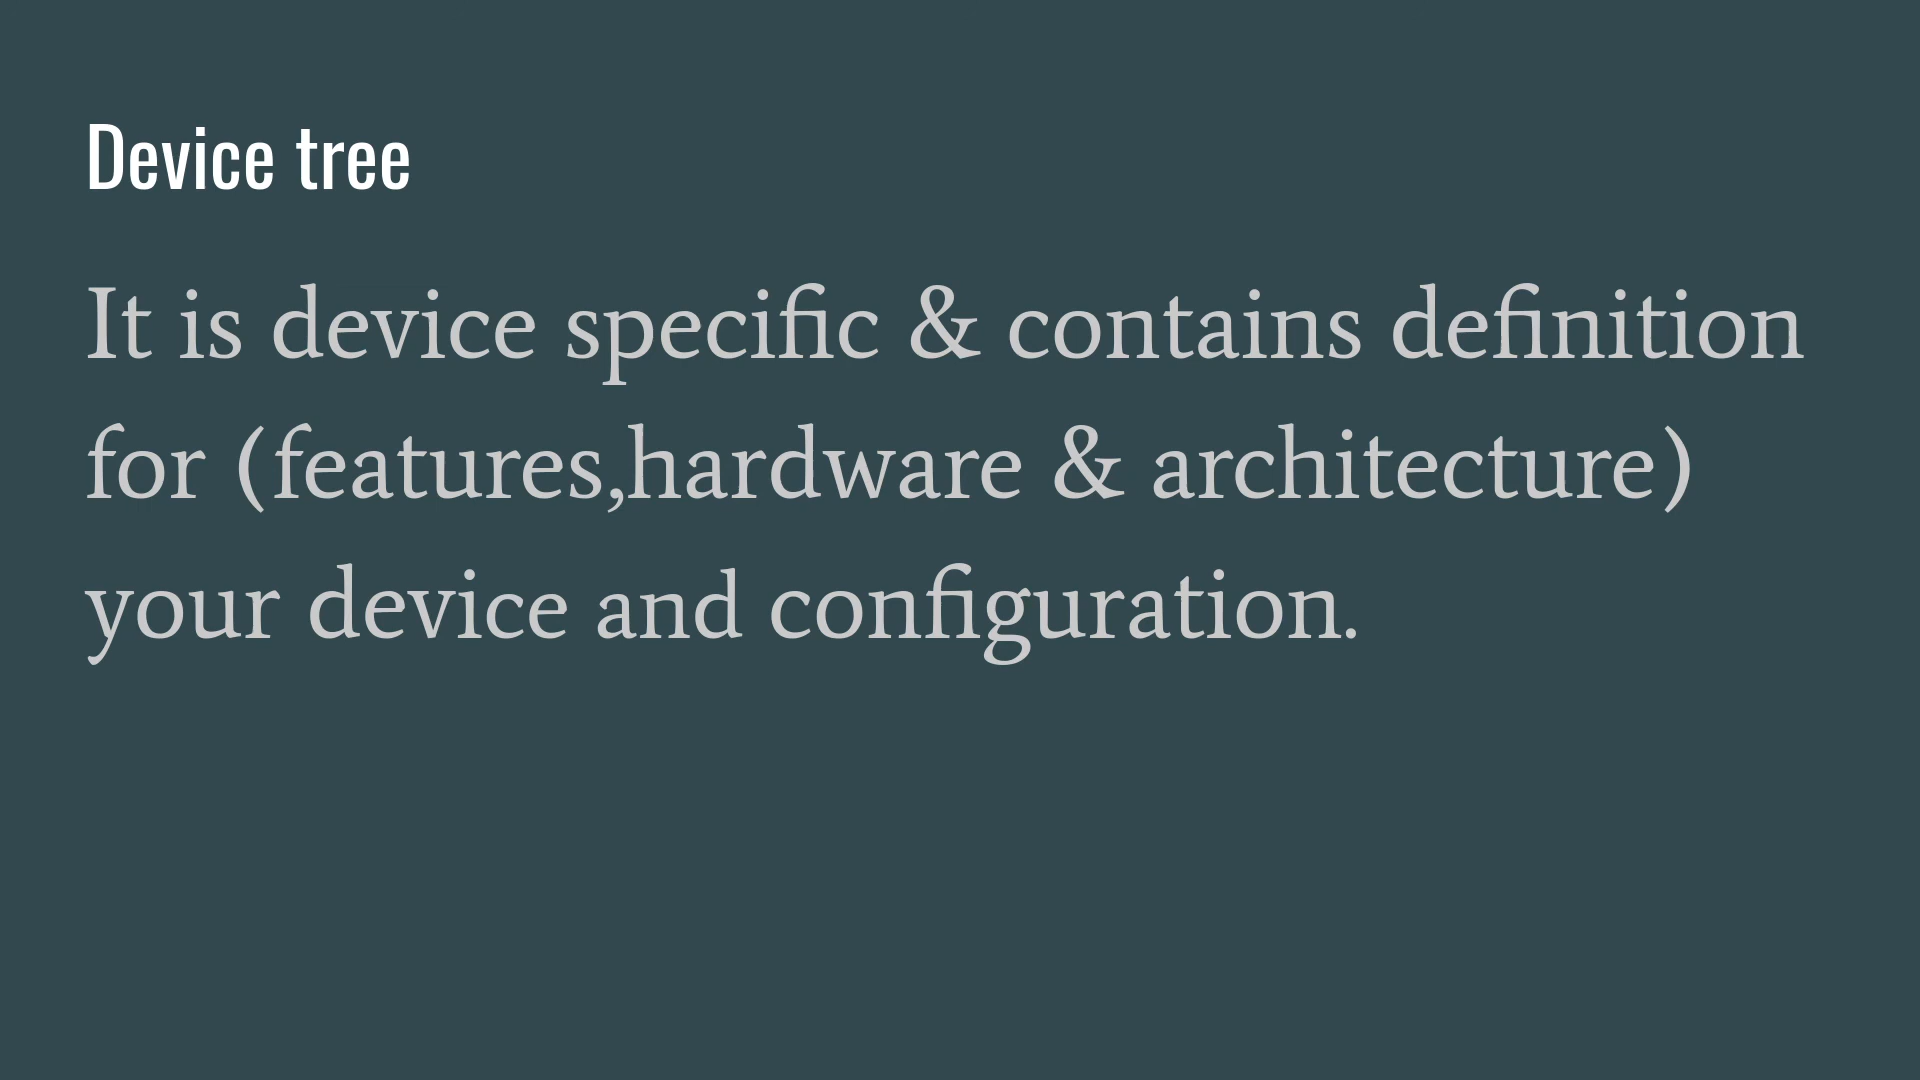 Device tree
It is device specific & contains definition
for (features,hardware & architecture)
your device and configuration.